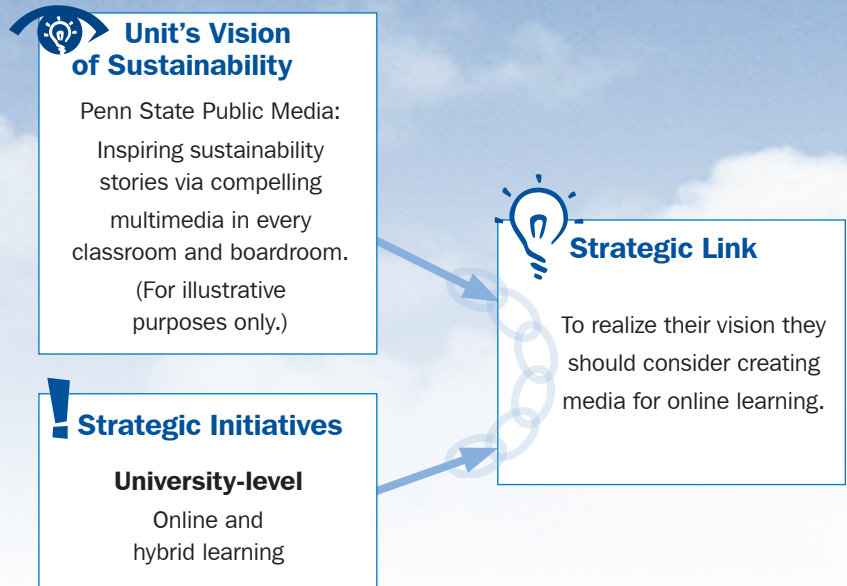 Unit’s Vision
of Sustainability
Penn State Public Media:
Inspiring sustainability
stories via compelling
multimedia in every
classroom and boardroom.
(For illustrative
purposes only.)
Strategic Initiatives
University-level
Online and
hybrid learning
Strategic Link
To realize their vision they
should consider creating
media for online learning.